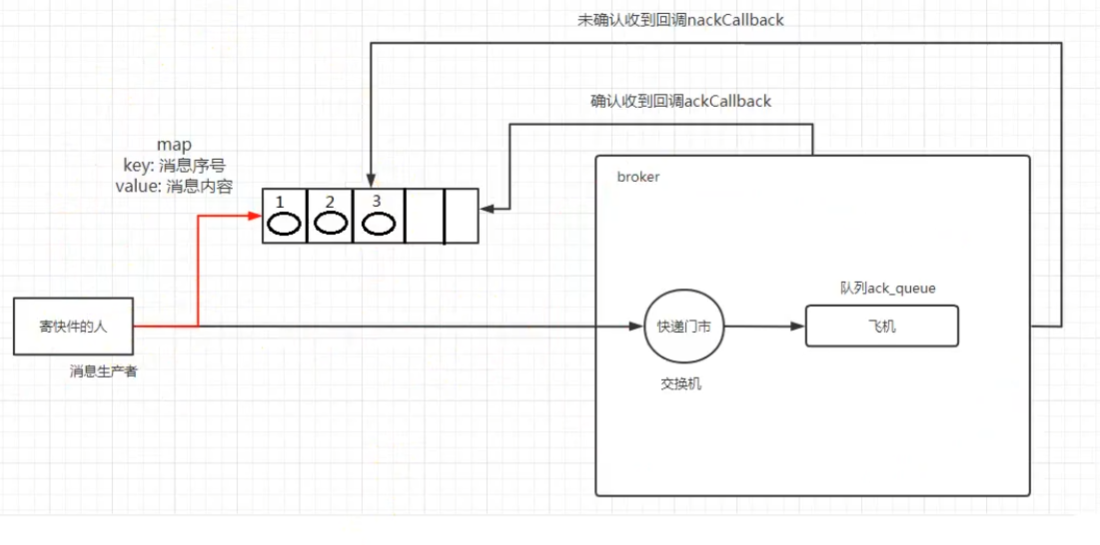 未确认收到回调nackCallback
确认收到回调ackCallback
map
key: 消息序号
value: 消息内容
broker
1
2
3
队列ack_queue
寄快件的人
快递门市
飞机
消息生产者
交换机